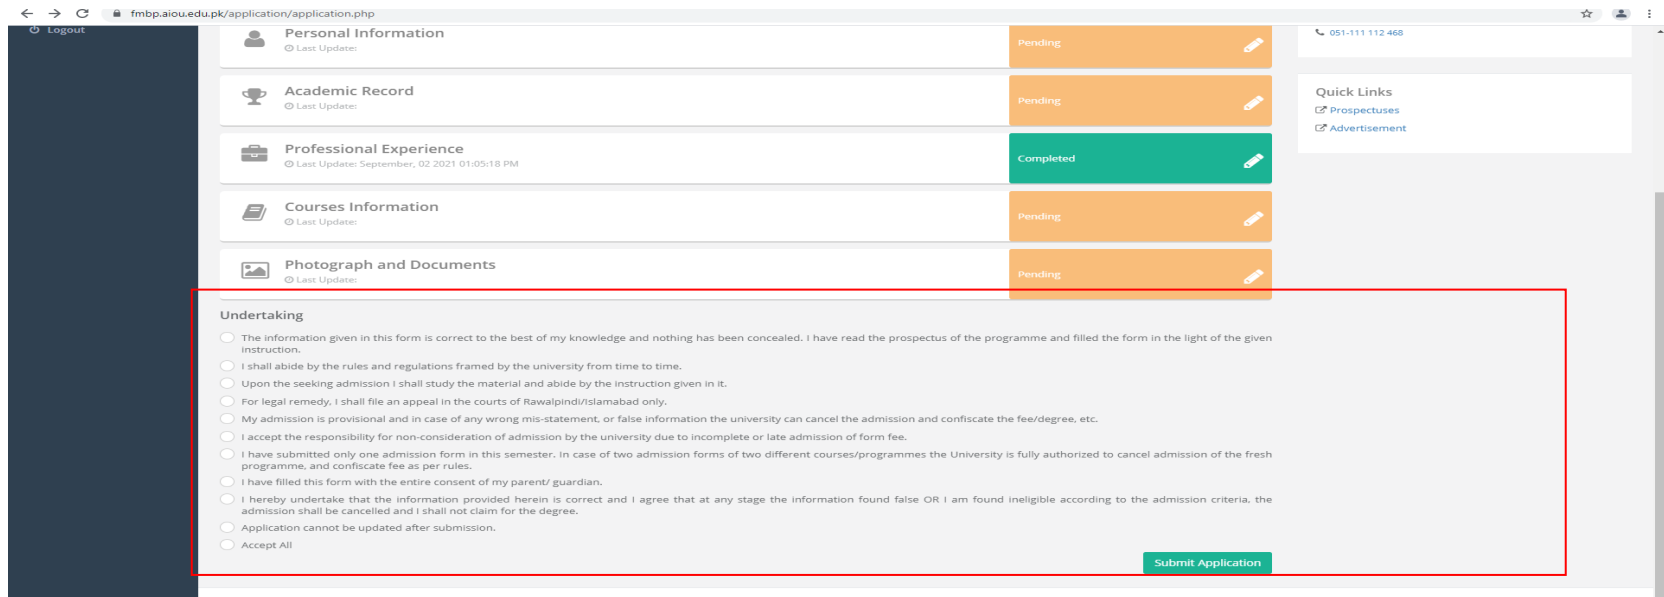 fmbp.aiou.edu.pk/application/application.php
Logout
Personal Information
Last Update:
Pending
051-111 112 468
Academic Record
Last Update:
Pending
Quick Links
Prospectuses
Advertisement
Professional Experience
Last Update: September, 02 2021 01:05:18 PM
Completed
Courses Information
Last Update:
Pending
Photograph and Documents
Last Update:
Pending
Undertaking
The information given in this form is correct to the best of my knowledge and nothing has been concealed. I have read the prospectus of the programme and filled the form in the light of the given
instruction.
I shall abide by the rules and regulations framed by the university from time to time.
Upon the seeking admission I shall study the material and abide by the instruction given in it.
For legal remedy, I shall file an appeal in the courts of Rawalpindi/Islamabad only.
My admission is provisional and in case of any wrong mis-statement, or false information the university can cancel the admission and confiscate the fee/degree, etc.
I accept the responsibility for non-consideration of admission by the university due to incomplete or late admission of form fee.
I have submitted only one admission form in this semester. In case of two admission forms of two different courses/programmes the University is fully authorized to cancel admission of the fresh
programme, and confiscate fee as per rules.
I have filled this form with the entire consent of my parent/ guardian.
I hereby undertake that the information provided herein is correct and I agree that at any stage the information found false OR I am found ineligible according to the admission criteria, the
admission shall be cancelled and I shall not claim for the degree.
Application cannot be updated after submission.
Accept All
Submit Application